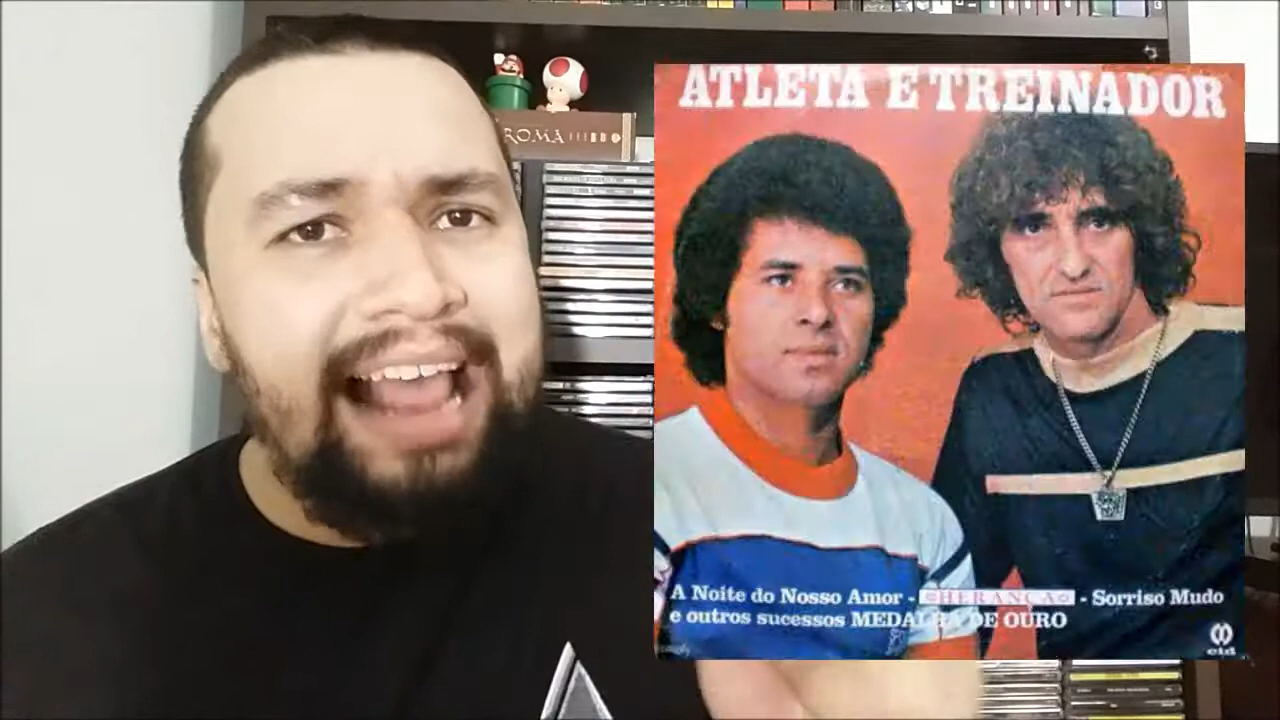 ROMA
ATLETA E TREINADOR
A Noite do Nosso Amor - HERANÇA - Sorriso Mudo
e outros sucessos MEDALHA DE OURO
cid